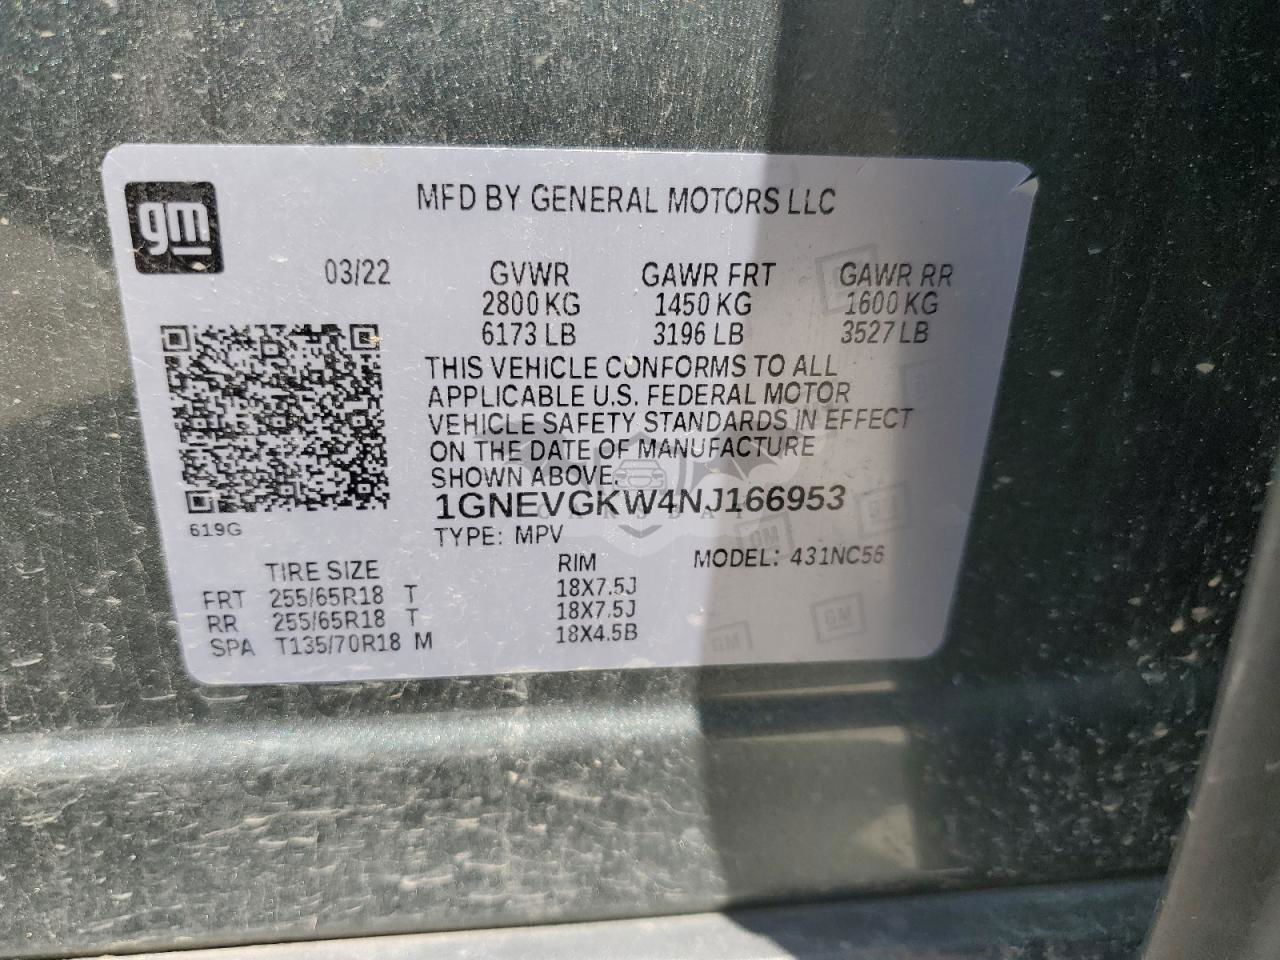 gm
MFD BY GENERAL MOTORS LLC
03/22 GVWR GAWR FRT GAWR RR
2800 KG 1450 KG 1600 KG
6173 LB 3196 LB 3527 LB
THIS VEHICLE CONFORMS TO ALL
APPLICABLE U.S. FEDERAL MOTOR
VEHICLE SAFETY STANDARDS IN EFFECT
ON THE DATE OF MANUFACTURE
SHOWN ABOVE.
1GNEVGKW4NJ166953
619G
TYPE: MPV
MODEL: 431NC56
TIRE SIZE RIM
FRT 255/65R18 T 18X7.5J
RR 255/65R18 T 18X7.5J
SPA T135/70R18 M 18X4.5B